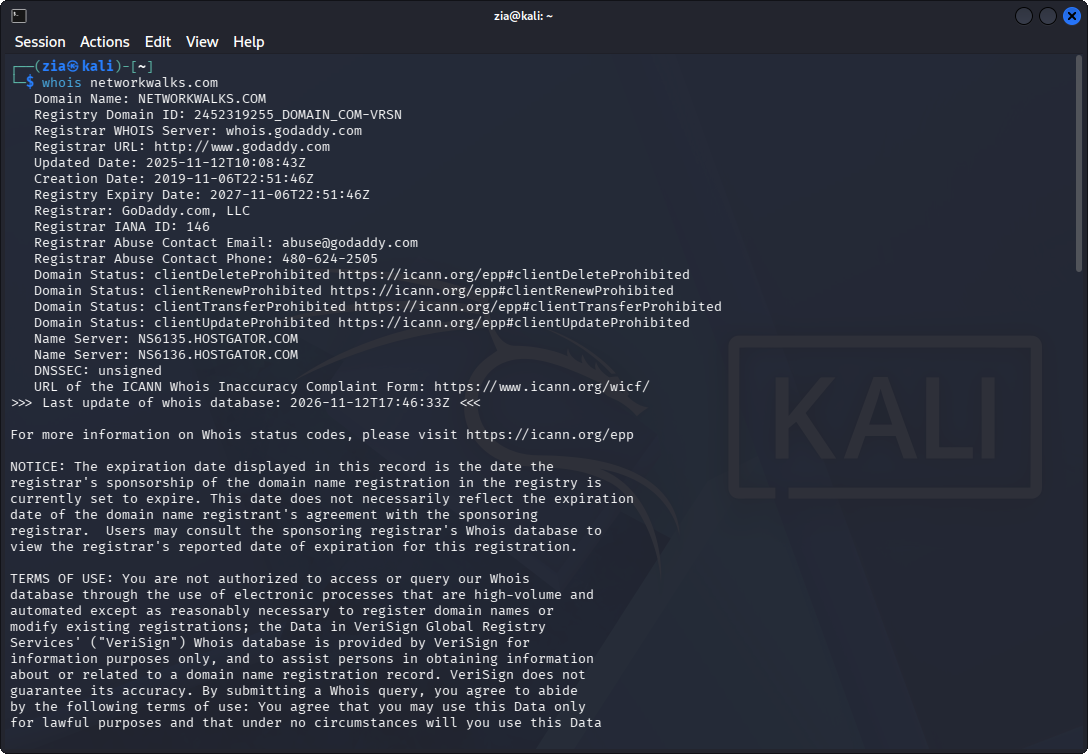 zia@kali: ~
Session Actions Edit View Help
┌──(zia㉿kali)-[~]
└─$ whois networkwalks.com
   Domain Name: NETWORKWALKS.COM
   Registry Domain ID: 2452319255_DOMAIN_COM-VRSN
   Registrar WHOIS Server: whois.godaddy.com
   Registrar URL: http://www.godaddy.com
   Updated Date: 2025-11-12T10:08:43Z
   Creation Date: 2019-11-06T22:51:46Z
   Registry Expiry Date: 2027-11-06T22:51:46Z
   Registrar: GoDaddy.com, LLC
   Registrar IANA ID: 146
   Registrar Abuse Contact Email: abuse@godaddy.com
   Registrar Abuse Contact Phone: 480-624-2505
   Domain Status: clientDeleteProhibited https://icann.org/epp#clientDeleteProhibited
   Domain Status: clientRenewProhibited https://icann.org/epp#clientRenewProhibited
   Domain Status: clientTransferProhibited https://icann.org/epp#clientTransferProhibited
   Domain Status: clientUpdateProhibited https://icann.org/epp#clientUpdateProhibited
   Name Server: NS6135.HOSTGATOR.COM
   Name Server: NS6136.HOSTGATOR.COM
   DNSSEC: unsigned
   URL of the ICANN Whois Inaccuracy Complaint Form: https://www.icann.org/wicf/
>>> Last update of whois database: 2026-11-12T17:46:33Z <<<
For more information on Whois status codes, please visit https://icann.org/epp
NOTICE: The expiration date displayed in this record is the date the
registrar's sponsorship of the domain name registration in the registry is
currently set to expire. This date does not necessarily reflect the expiration
date of the domain name registrant's agreement with the sponsoring
registrar.  Users may consult the sponsoring registrar's Whois database to
view the registrar's reported date of expiration for this registration.
TERMS OF USE: You are not authorized to access or query our Whois
database through the use of electronic processes that are high-volume and
automated except as reasonably necessary to register domain names or
modify existing registrations; the Data in VeriSign Global Registry
Services' ("VeriSign") Whois database is provided by VeriSign for
information purposes only, and to assist persons in obtaining information
about or related to a domain name registration record. VeriSign does not
guarantee its accuracy. By submitting a Whois query, you agree to abide
by the following terms of use: You agree that you may use this Data only
for lawful purposes and that under no circumstances will you use this Data
KALI